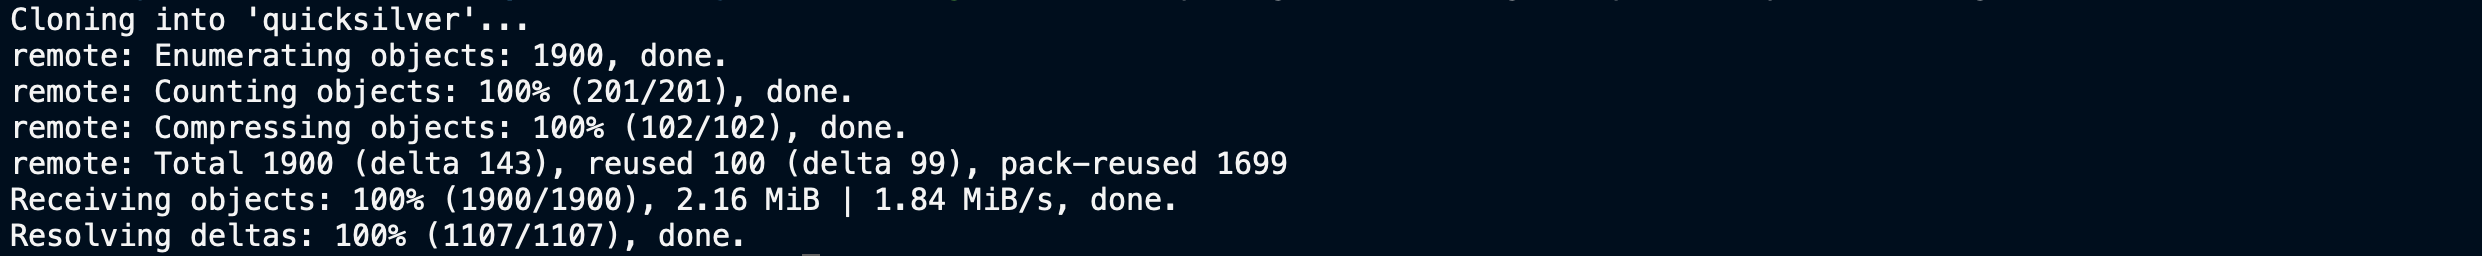 Cloning into 'quicksilver'...
remote: Enumerating objects: 1900, done.
remote: Counting objects: 100% (201/201), done.
remote: Compressing objects: 100% (102/102), done.
remote: Total 1900 (delta 143), reused 100 (delta 99), pack-reused 1699
Receiving objects: 100% (1900/1900), 2.16 MiB | 1.84 MiB/s, done.
Resolving deltas: 100% (1107/1107), done.